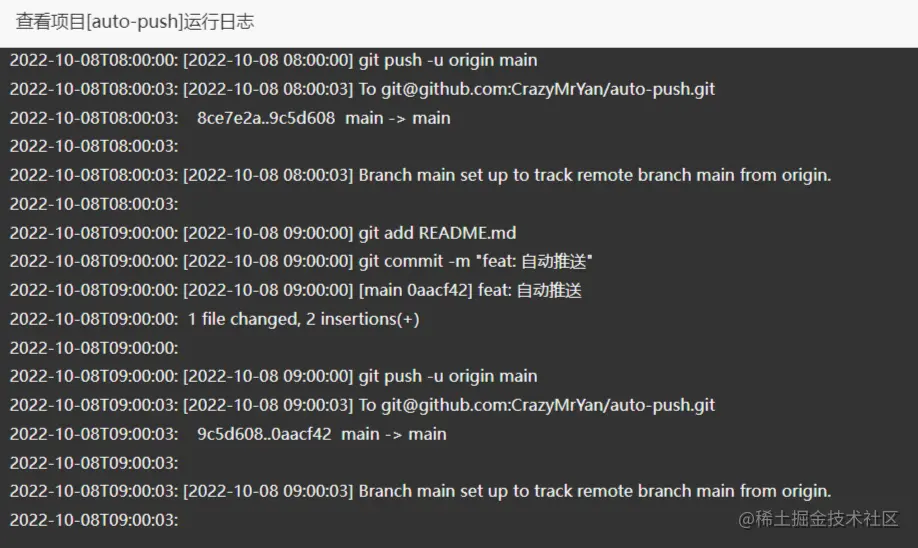 查看项目[auto-push]运行日志
2022-10-08T08:00:00: [2022-10-08 08:00:00] git push -u origin main
2022-10-08T08:00:03: [2022-10-08 08:00:03] To git@github.com:CrazyMrYan/auto-push.git
2022-10-08T08:00:03:    8ce7e2a..9c5d608  main -> main
2022-10-08T08:00:03:
2022-10-08T08:00:03: [2022-10-08 08:00:03] Branch main set up to track remote branch main from origin.
2022-10-08T08:00:03:
2022-10-08T09:00:00: [2022-10-08 09:00:00] git add README.md
2022-10-08T09:00:00: [2022-10-08 09:00:00] git commit -m "feat: 自动推送"
2022-10-08T09:00:00: [2022-10-08 09:00:00] [main 0aacf42] feat: 自动推送
2022-10-08T09:00:00:  1 file changed, 2 insertions(+)
2022-10-08T09:00:00:
2022-10-08T09:00:00: [2022-10-08 09:00:00] git push -u origin main
2022-10-08T09:00:03: [2022-10-08 09:00:03] To git@github.com:CrazyMrYan/auto-push.git
2022-10-08T09:00:03:    9c5d608..0aacf42  main -> main
2022-10-08T09:00:03:
2022-10-08T09:00:03: [2022-10-08 09:00:03] Branch main set up to track remote branch main from origin.
2022-10-08T09:00:03:
@稀土掘金技术社区